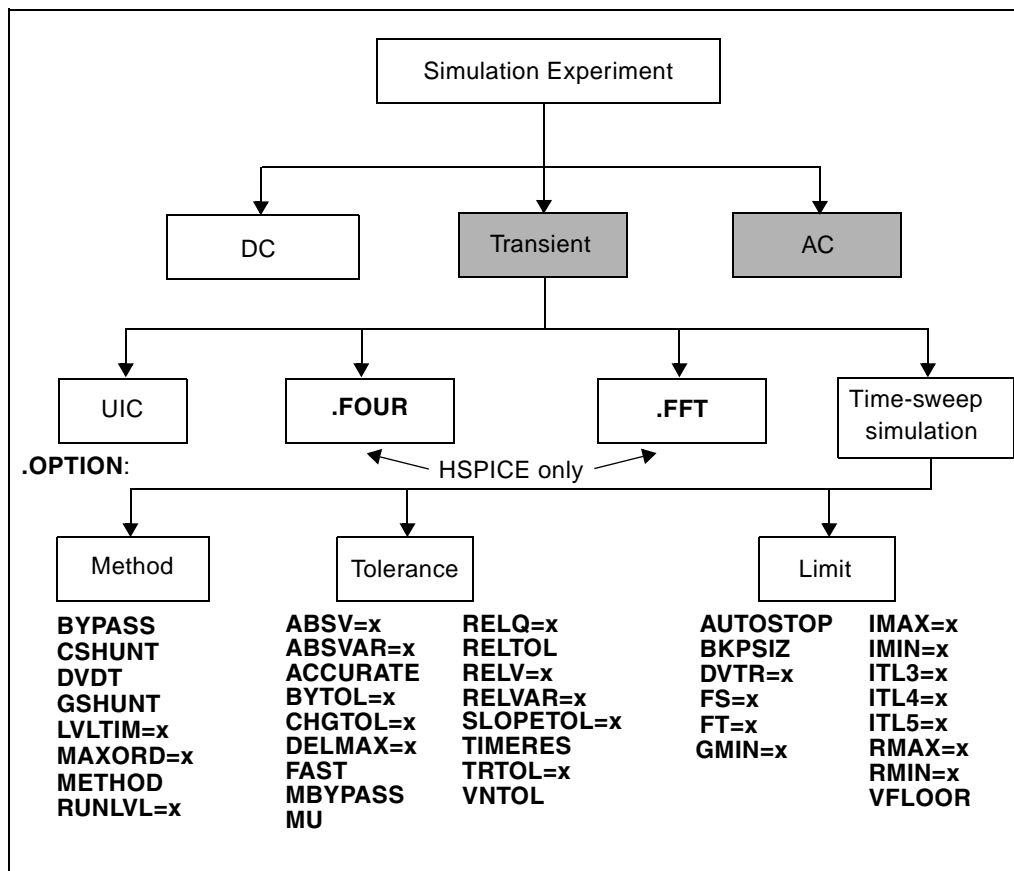 Simulation Experiment
DC
Transient
AC
UIC
.FOUR
.FFT
Time-sweep
simulation
.OPTION:
HSPICE only
Method
Tolerance
Limit
BYPASS
CSHUNT
DVDT
GSHUNT
LVLTIM=x
MAXORD=x
METHOD
RUNLVL=x
ABSV=x
ABSVAR=x
ACCURATE
BYTOL=x
CHGTOL=x
DELMAX=x
FAST
MBYPASS
MU
RELQ=x
RELTOL
RELV=x
RELVAR=x
SLOPETOL=x
TIMERES
TRTOL=x
VNTOL
AUTOSTOP
BKPSIZ
DVTR=x
FS=x
FT=x
GMIN=x
IMAX=x
IMIN=x
ITL3=x
ITL4=x
ITL5=x
RMAX=x
RMIN=x
VFLOOR